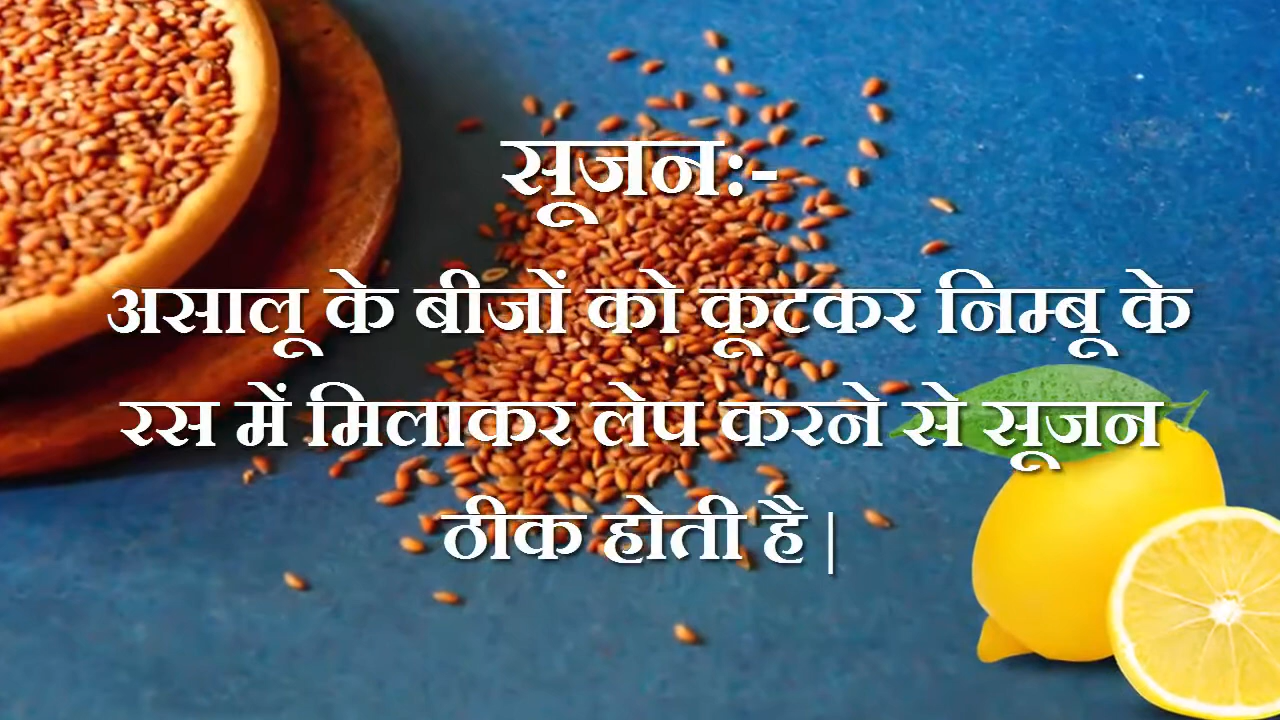 सूजन:-
असालू के बीजों को कूटकर निम्बू के
रस में मिलाकर लेप करने से सूजन
ठीक होती है |